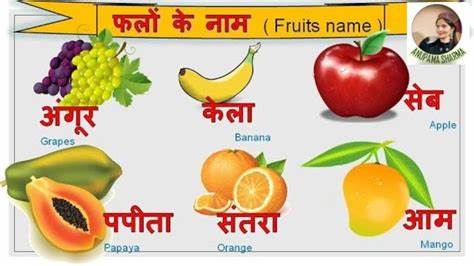 फलों के नाम ( Fruits name )
ANUPAMA SHARMA
अंगूर
Grapes
केला
Banana
सेब
Apple
पपीता
Papaya
संतरा
Orange
आम
Mango